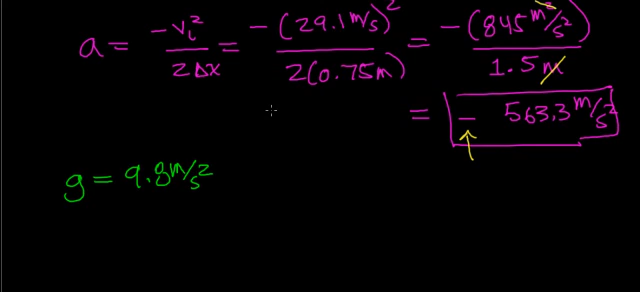 a = -v_i^2 / 2Δx = -(29.1 m/s)^2 / 2(0.75m) = -(845 m²/s²) / 1.5 m
= - 563.3 m/s²
g = 9.8 m/s²